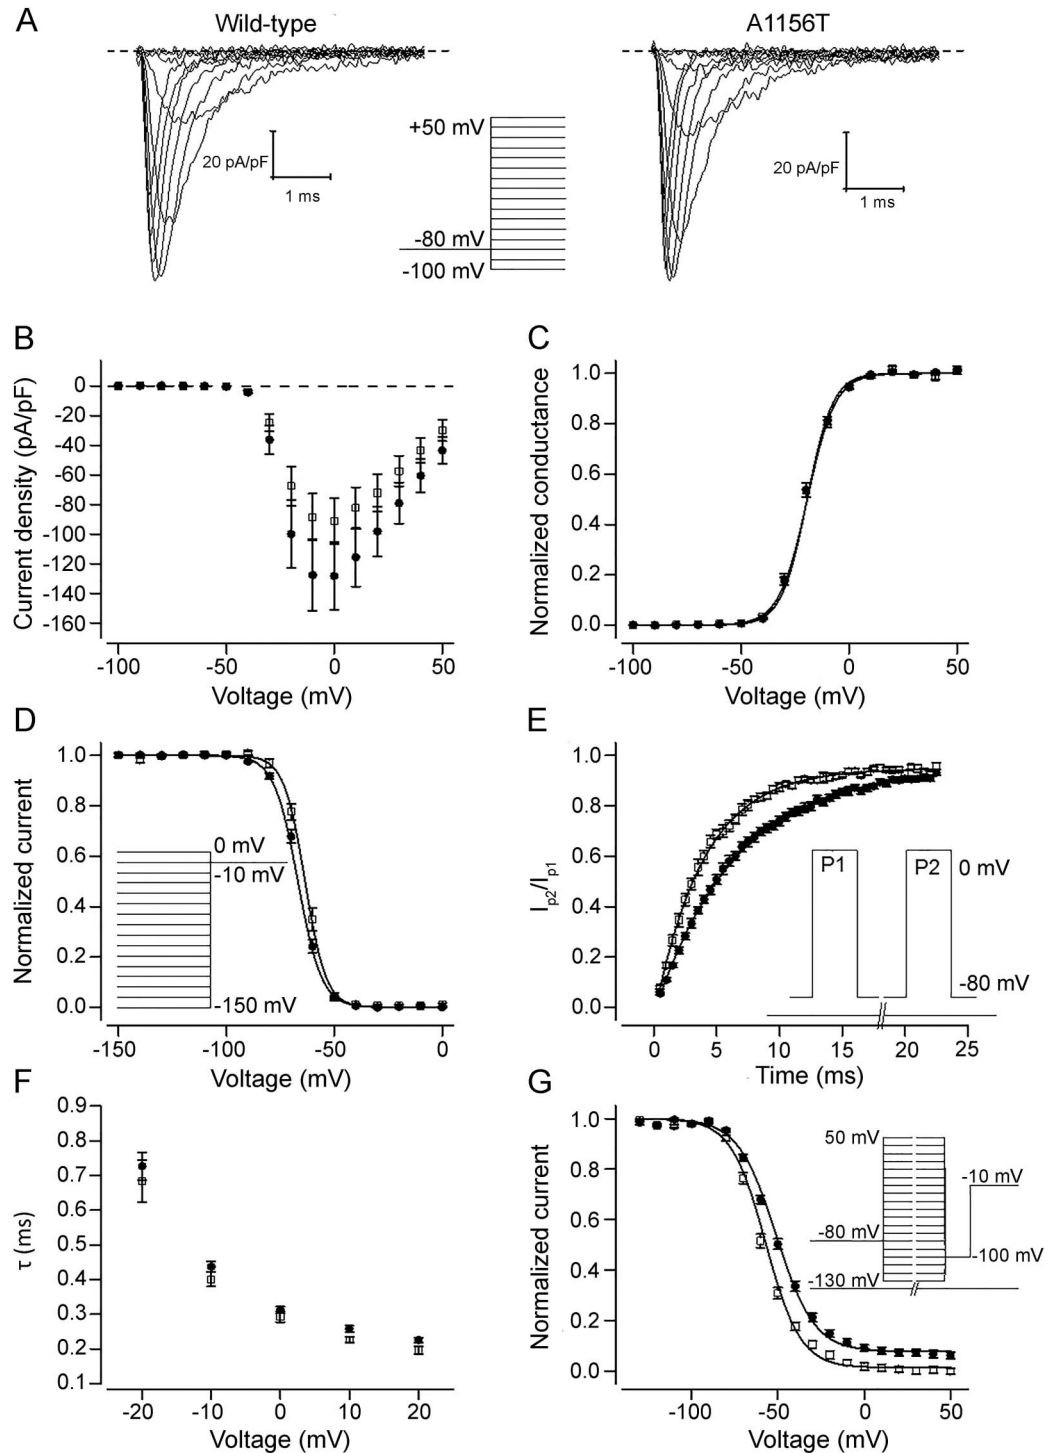 A
Wild-type
A1156T
20 pA/pF
1 ms
+50 mV
-80 mV
-100 mV
20 pA/pF
1 ms
B
Current density (pA/pF)
0
-20
-40
-60
-80
-100
-120
-140
-160
-100
-50
0
50
Voltage (mV)
C
Normalized conductance
1.0
0.8
0.6
0.4
0.2
0.0
-100
-50
0
50
Voltage (mV)
D
Normalized current
1.0
0.8
0.6
0.4
0.2
0.0
0 mV
-10 mV
-150 mV
-150
-100
-50
0
Voltage (mV)
E
Ip2/Ip1
1.0
0.8
0.6
0.4
0.2
0.0
P1
P2
0 mV
-80 mV
0
5
10
15
20
25
Time (ms)
F
τ (ms)
0.9
0.8
0.7
0.6
0.5
0.4
0.3
0.2
0.1
-20
-10
0
10
20
Voltage (mV)
G
Normalized current
1.0
0.8
0.6
0.4
0.2
0.0
50 mV
-10 mV
-80 mV
-100 mV
-130 mV
-100
-50
0
50
Voltage (mV)